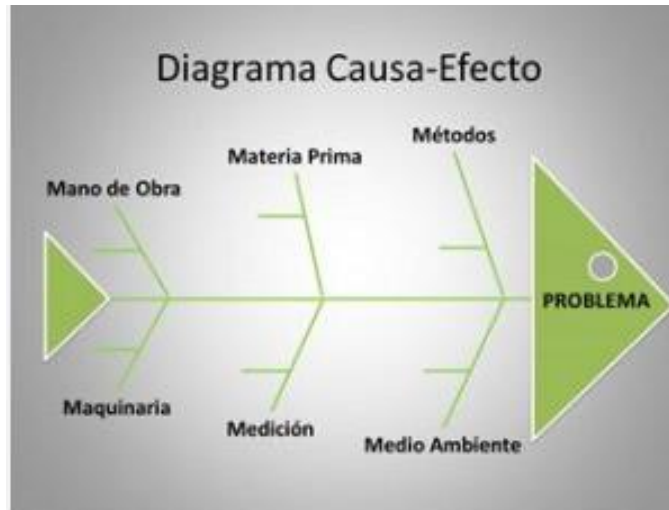 Diagrama Causa-Efecto
Métodos
Materia Prima
Mano de Obra
PROBLEMA
Maquinaria
Medición
Medio Ambiente